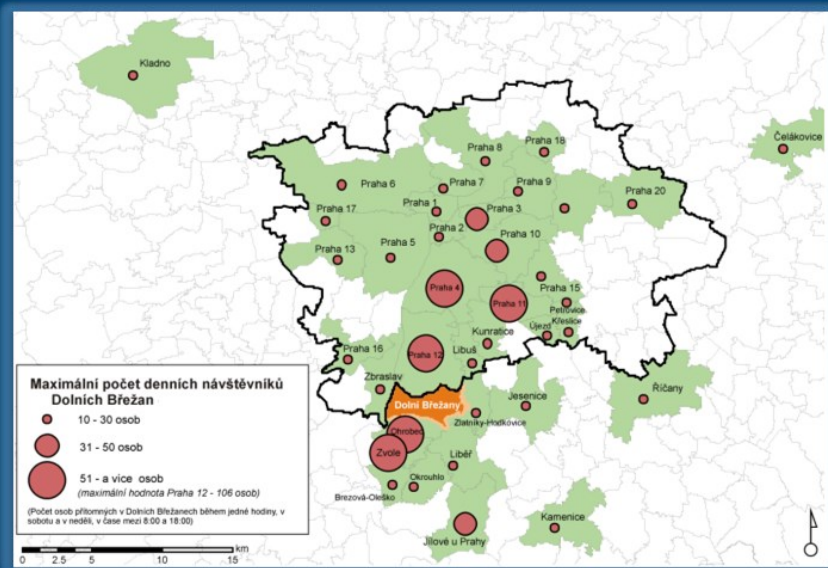 Kladno
Čelákovice
Praha 18
Praha 8
Praha 6
Praha 7
Praha 9
Praha 20
Praha 1
Praha 3
Praha 17
Praha 2
Praha 10
Praha 13
Praha 5
Praha 4
Praha 15
Praha 11
Petrovice
Křeslice
Újezd
Kunratice
Praha 12
Libuš
Praha 16
Zbraslav
Říčany
Dolní Břežany
Jesenice
Zlatníky-Hodkovice
Ohrobec
Zvole
Liběř
Okrouhlo
Březová-Oleško
Kamenice
Jílové u Prahy
Maximální počet denních návštěvníků
Dolních Břežan
10 - 30 osob
31 - 50 osob
51 - a více osob
(maximální hodnota Praha 12 - 106 osob)
(Počet osob přítomných v Dolních Břežanech během jedné hodiny, v
sobotu a v neděli, v čase mezi 8:00 a 18:00)
km
0 2.5 5 10 15